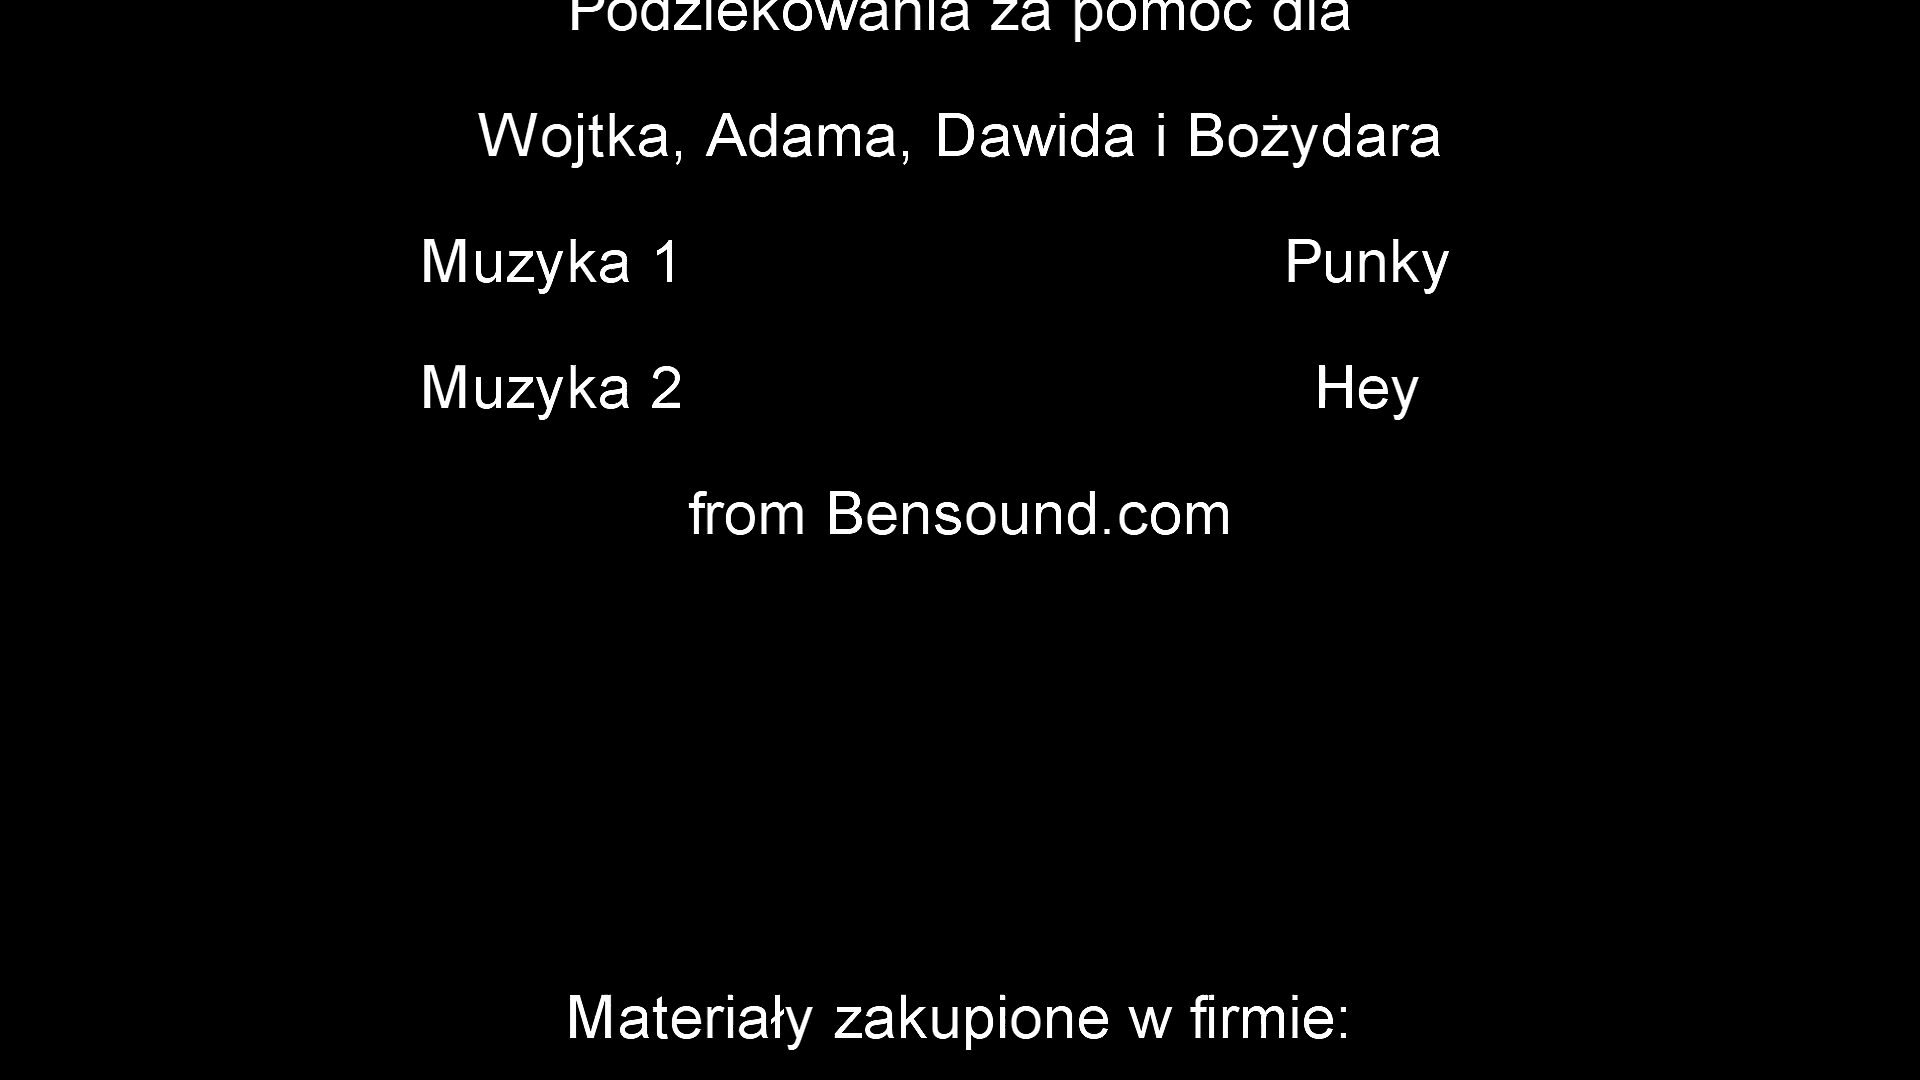 Podziekowania za pomoc dla
Wojtka, Adama, Dawida i Bożydara
Muzyka 1 Punky
Muzyka 2 Hey
from Bensound.com
Materiały zakupione w firmie: